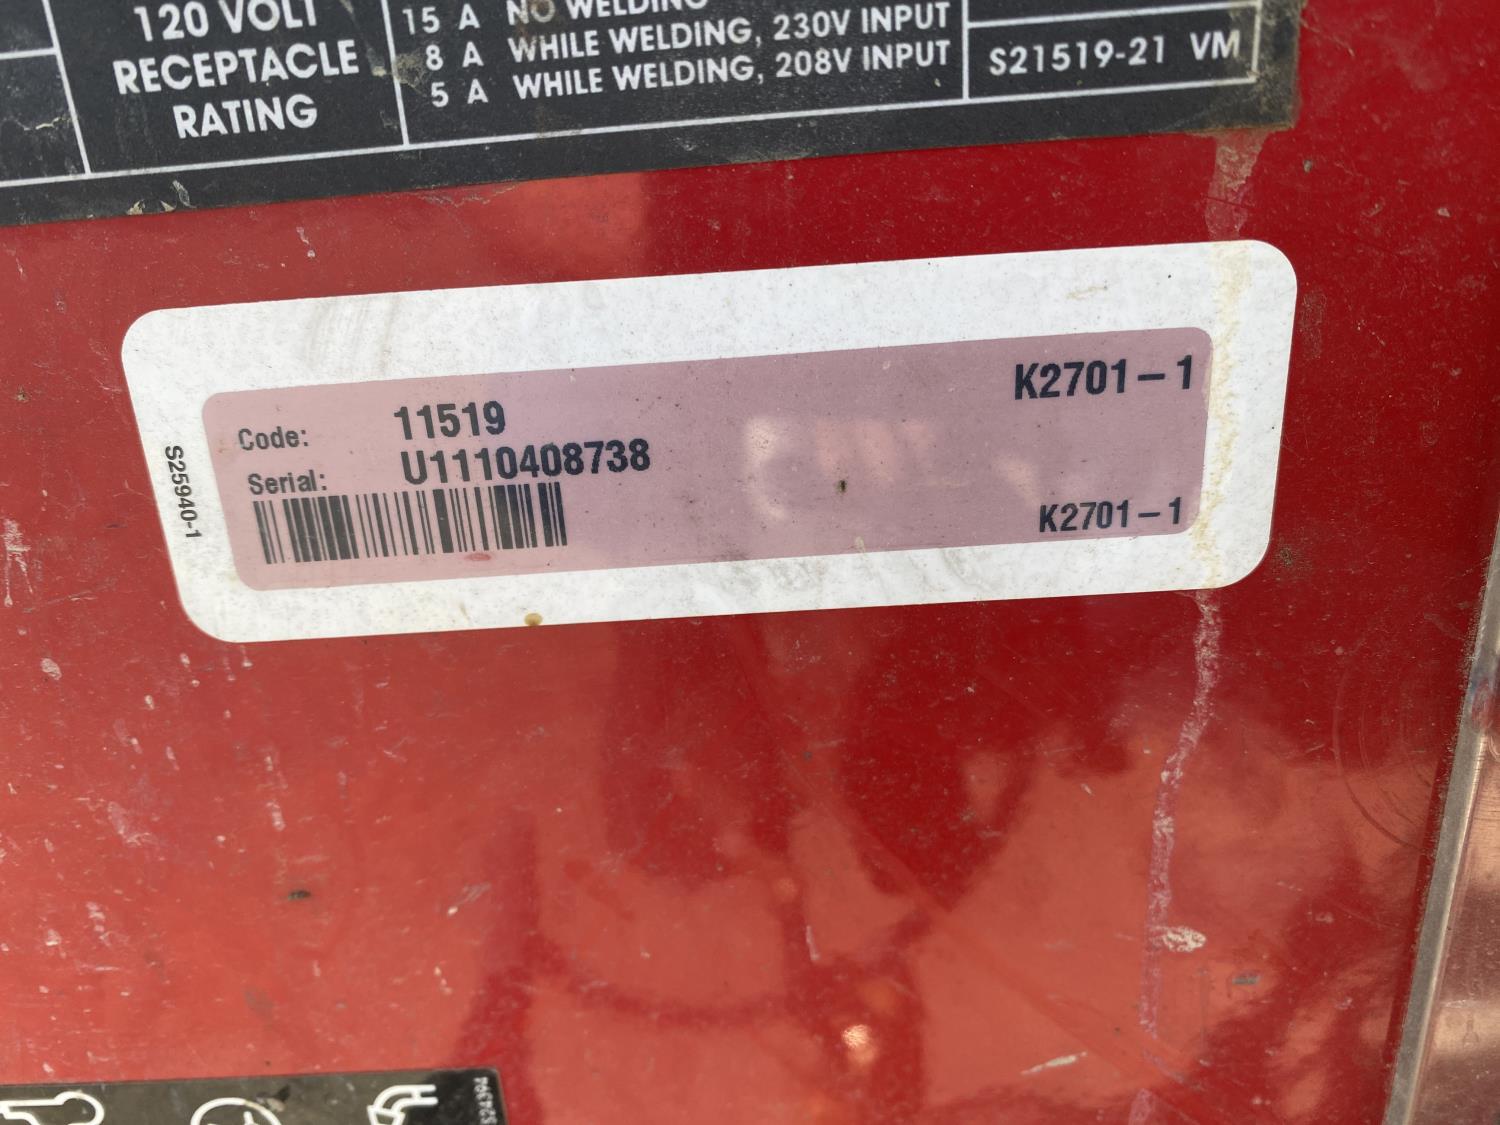 120 VOLT
RECEPTACLE
RATING
15 A NO WELDING
8 A WHILE WELDING, 230V INPUT
5 A WHILE WELDING, 208V INPUT
S21519-21 VM
K2701-1
Code: 11519
Serial: U1110408738
K2701-1
S25940-1